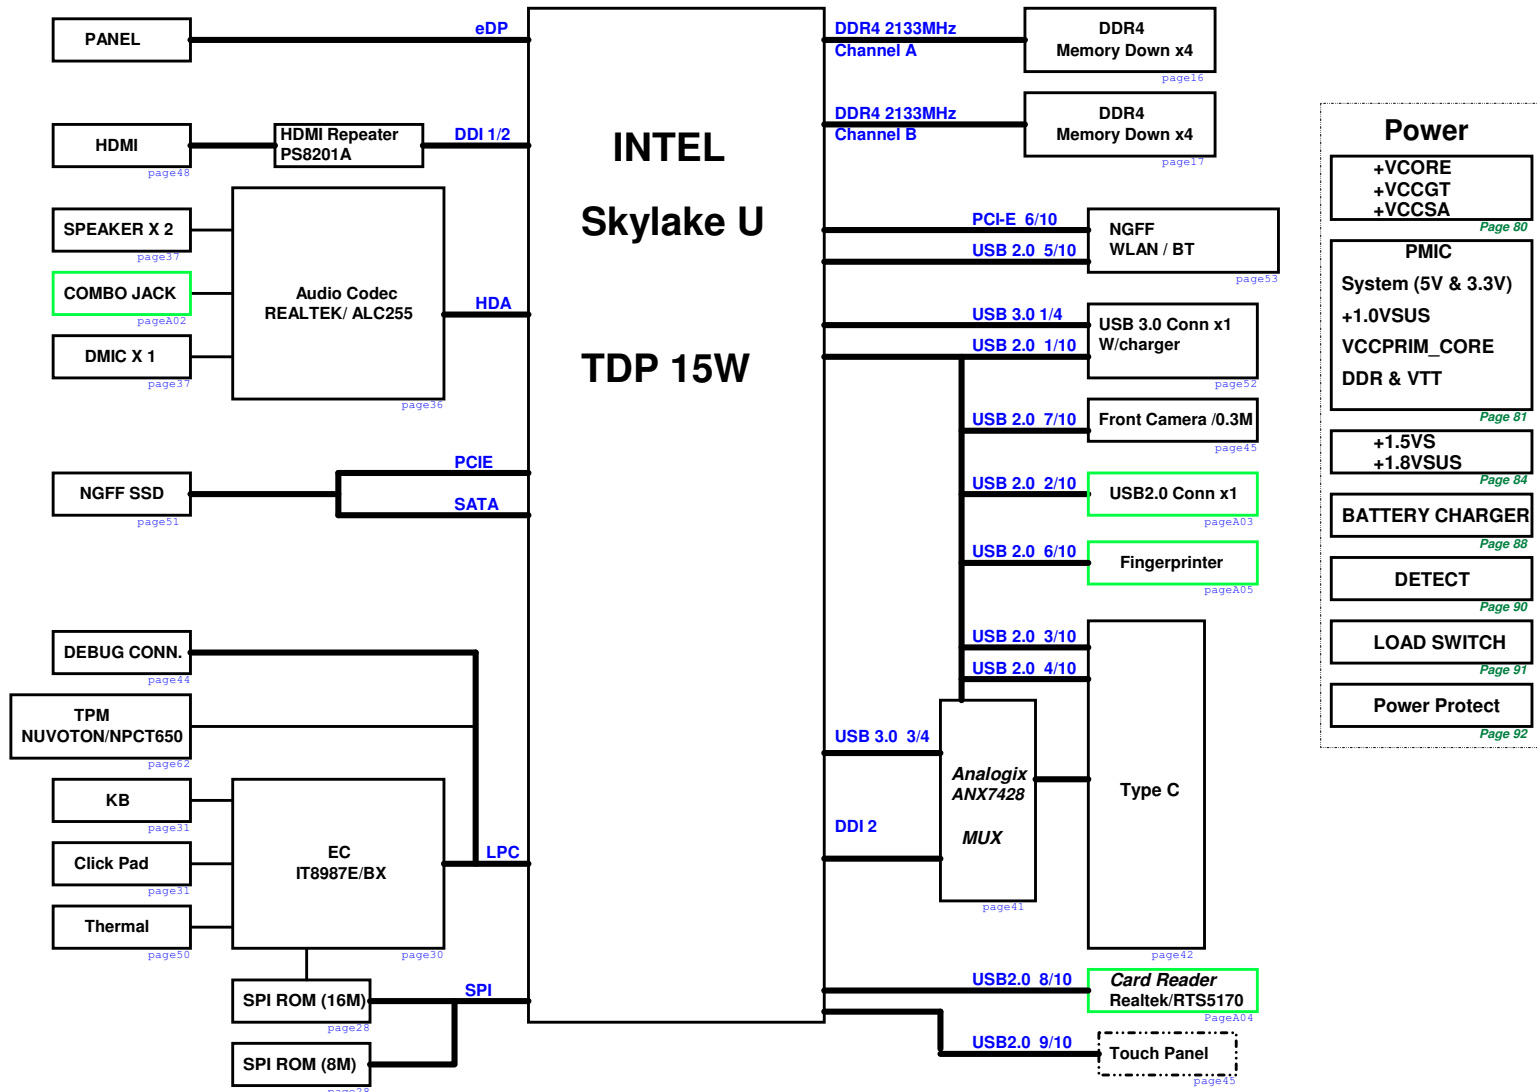 PANEL
eDP
HDMI
page48
HDMI Repeater
PS8201A
DDI 1/2
SPEAKER X 2
page37
COMBO JACK
pageA02
DMIC X 1
page37
Audio Codec
REALTEK/ ALC255
page36
HDA
NGFF SSD
page51
PCIE
SATA
DEBUG CONN.
page44
TPM
NUVOTON/NPCT650
page62
KB
page31
Click Pad
page31
Thermal
page50
EC
IT8987E/BX
page30
LPC
SPI ROM (16M)
page28
SPI
SPI ROM (8M)
page28
INTEL
Skylake U
TDP 15W
DDR4 2133MHz
Channel A
DDR4
Memory Down x4
page16
DDR4 2133MHz
Channel B
DDR4
Memory Down x4
page17
PCI-E 6/10
USB 2.0 5/10
NGFF
WLAN / BT
page53
USB 3.0 1/4
USB 2.0 1/10
USB 3.0 Conn x1
W/charger
page52
USB 2.0 7/10
Front Camera /0.3M
page45
USB 2.0 2/10
USB2.0 Conn x1
pageA03
USB 2.0 6/10
Fingerprinter
pageA05
USB 2.0 3/10
USB 2.0 4/10
USB 3.0 3/4
DDI 2
Analogix
ANX7428
MUX
page41
Type C
page42
USB2.0 8/10
Card Reader
Realtek/RTS5170
PageA04
USB2.0 9/10
Touch Panel
page45
Power
+VCORE
+VCCGT
+VCCSA
Page 80
PMIC
System (5V & 3.3V)
+1.0VSUS
VCCPRIM_CORE
DDR & VTT
Page 81
+1.5VS
+1.8VSUS
Page 84
BATTERY CHARGER
Page 88
DETECT
Page 90
LOAD SWITCH
Page 91
Power Protect
Page 92